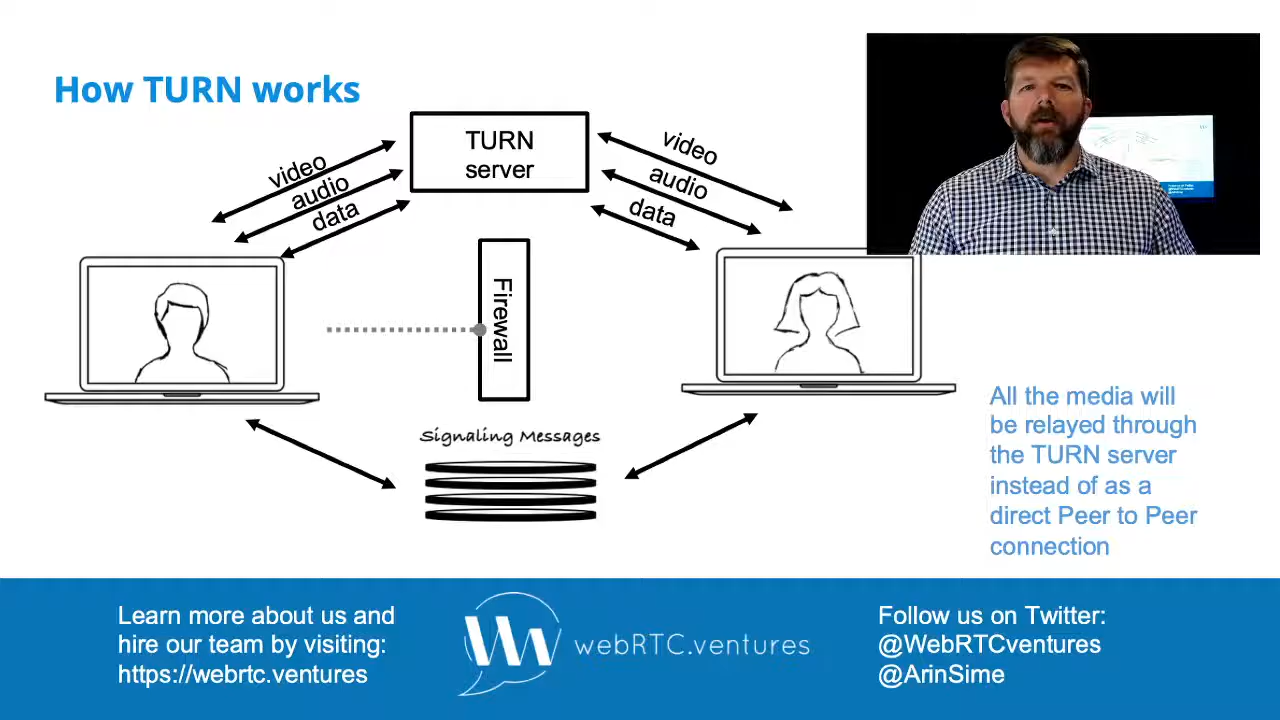 How TURN works
TURN
server
video
audio
data
video
audio
data
Firewall
Signaling Messages
All the media will
be relayed through
the TURN server
instead of as a
direct Peer to Peer
connection
Learn more about us and
hire our team by visiting:
https://webrtc.ventures
webRTC.ventures
Follow us on Twitter:
@WebRTCventures
@ArinSime